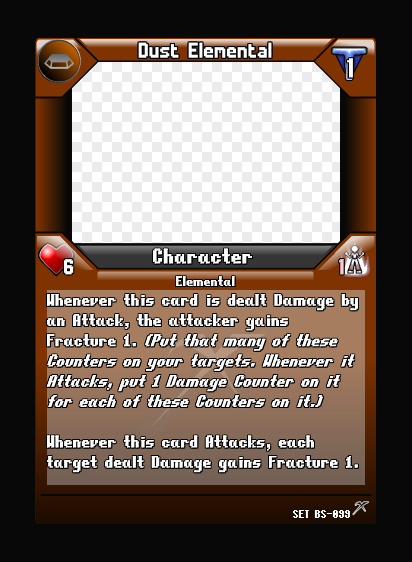 Dust Elemental
1
Character
6
1
Elemental
Whenever this card is dealt Damage by
an Attack, the attacker gains
Fracture 1. (Put that many of these
Counters on your targets. Whenever it
Attacks, put 1 Damage Counter on it
for each of these Counters on it.)
Whenever this card Attacks, each
target dealt Damage gains Fracture 1.
SET BS-099